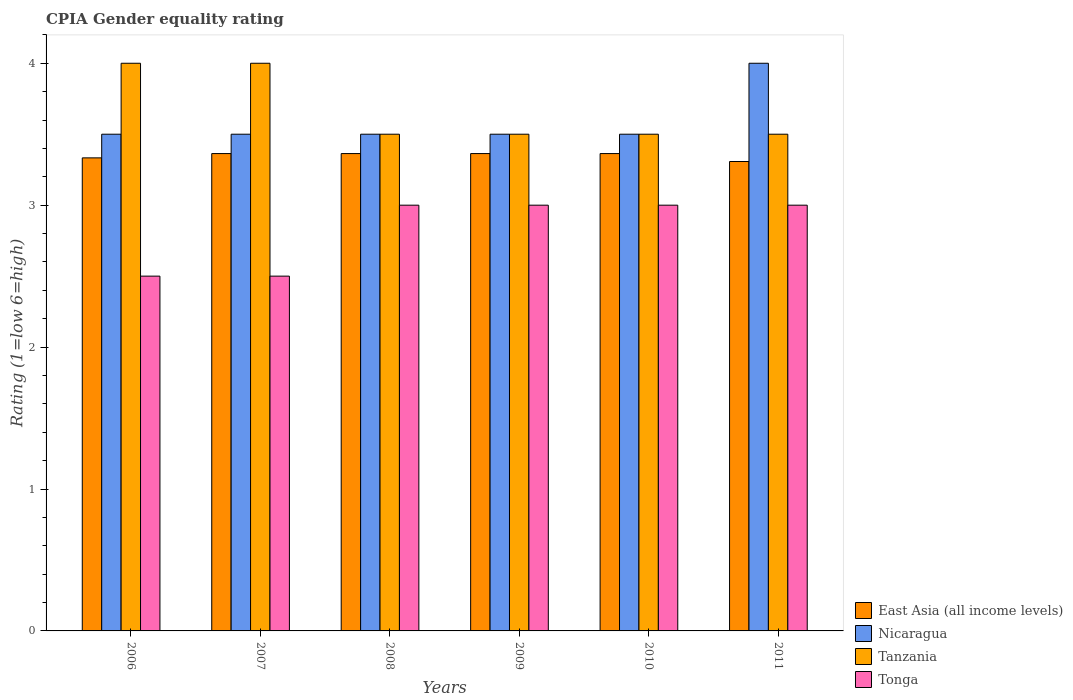 CPIA Gender equality rating
Rating (1=low 6=high)
4
3
2
1
0
2006
2007
2008
2009
2010
2011
Years
East Asia (all income levels)
Nicaragua
Tanzania
Tonga